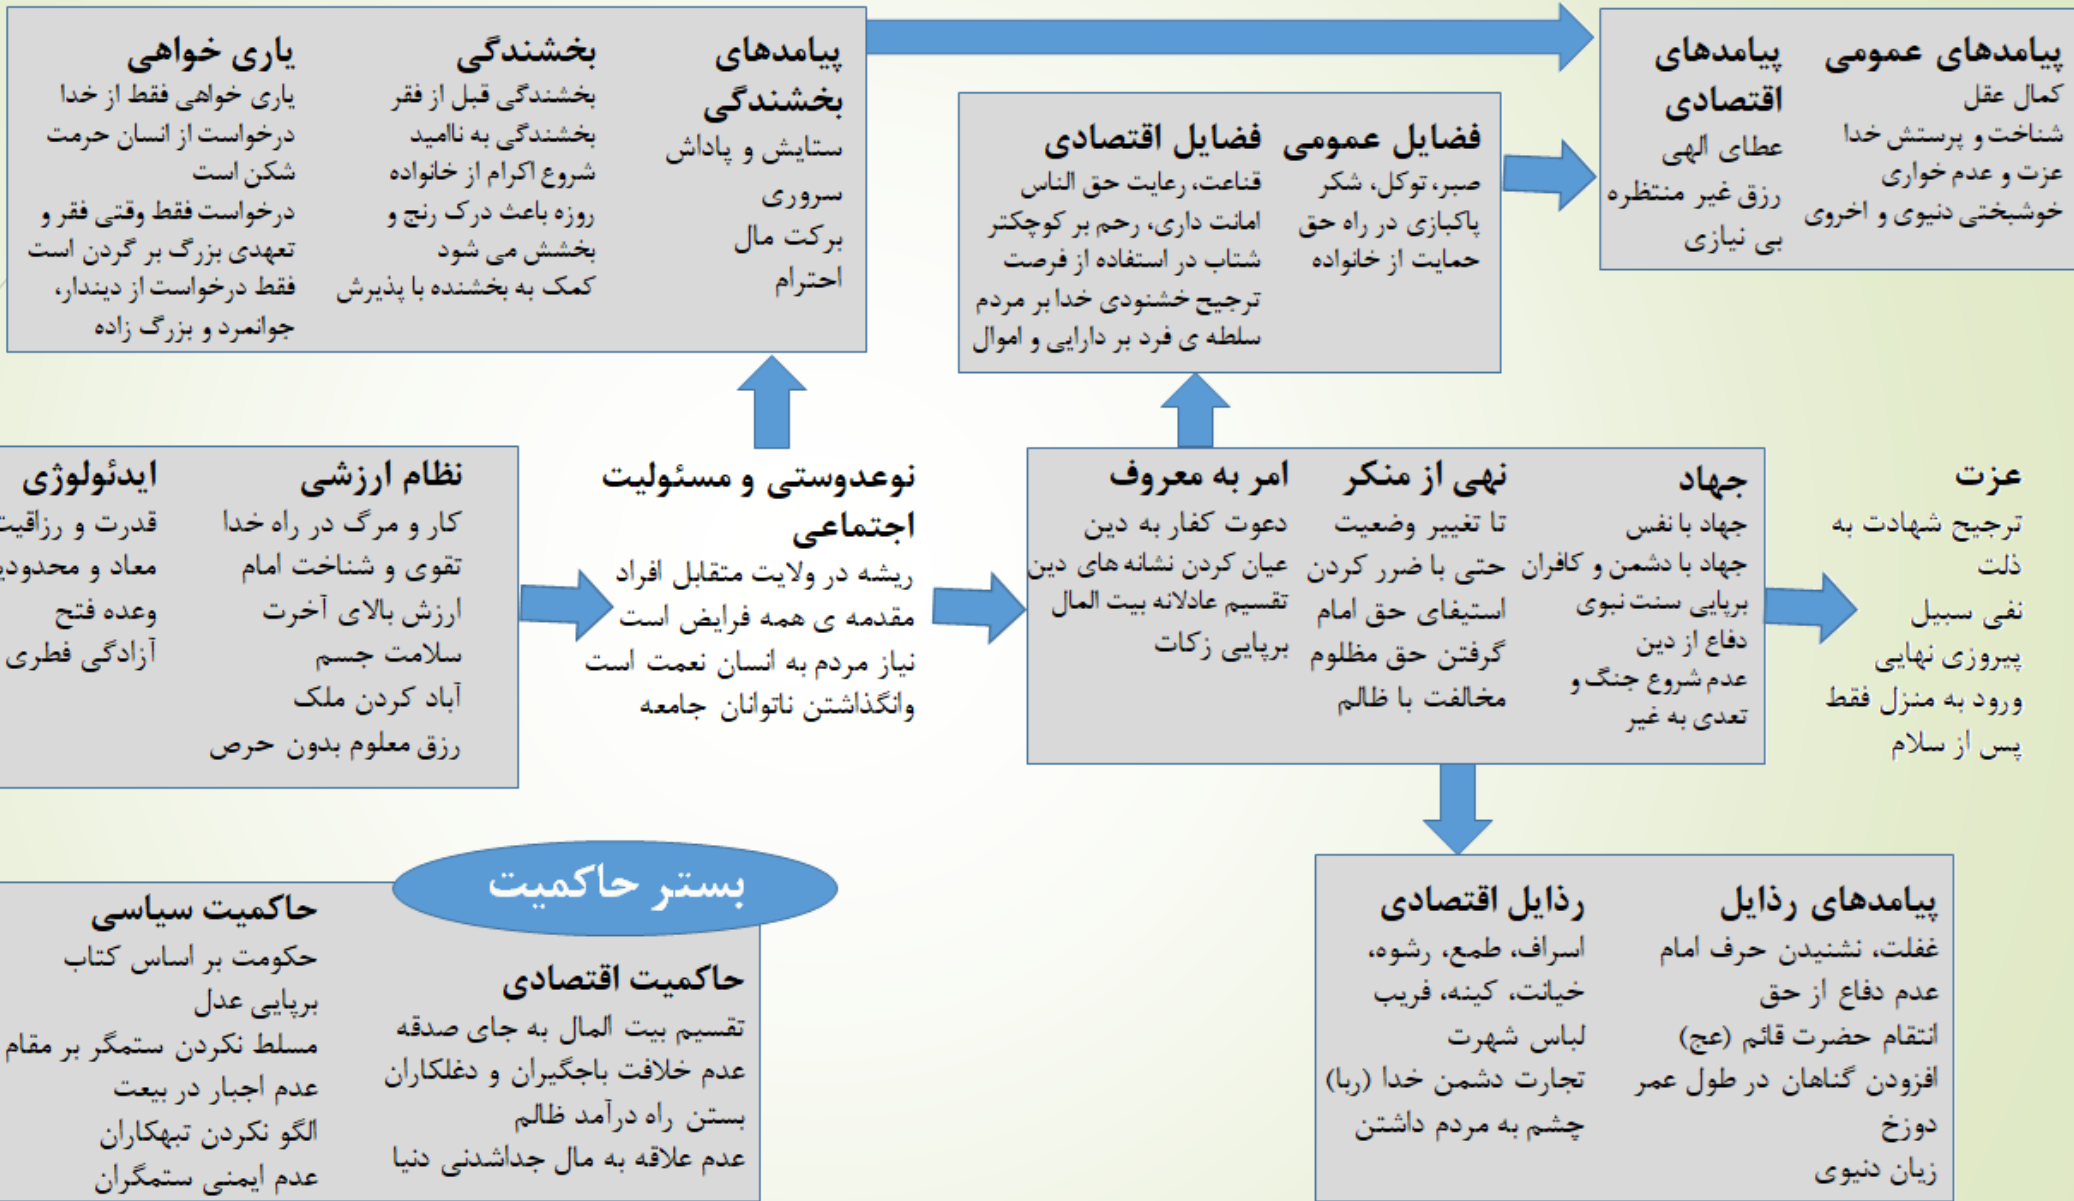 پیامدهای عمومی
کمال عقل
شناخت و پرستش خدا
عزت و عدم خواری
خوشبختی دنیوی و اخروی
پیامدهای
اقتصادی
عطای الهی
رزق غیر منتظره
بی نیازی
پیامدهای
بخشندگی
ستایش و پاداش
سروری
برکت مال
احترام
بخشندگی
بخشندگی قبل از فقر
بخشندگی به ناامید
شروع اکرام از خانواده
روزه باعث درک رنج و
بخشش می شود
کمک به بخشنده با پذیرش
یاری خواهی
یاری خواهی فقط از خدا
درخواست از انسان حرمت
شکن است
درخواست فقط وقتی فقر و
تعهدی بزرگ بر گردن است
فقط درخواست از دیندار،
جوانمرد و بزرگ زاده
فضایل عمومی
صبر، توکل، شکر
پاکبازی در راه حق
حمایت از خانواده
فضایل اقتصادی
قناعت، رعایت حق الناس
امانت داری، رحم بر کوچکتر
شتاب در استفاده از فرصت
ترجیح خشنودی خدا بر مردم
سلطه ی فرد بر دارایی و اموال
عزت
ترجیح شهادت به
ذلت
نفی سبیل
پیروزی نهایی
ورود به منزل فقط
پس از سلام
جهاد
جهاد با نفس
جهاد با دشمن و کافران
برپایی سنت نبوی
دفاع از دین
عدم شروع جنگ و
تعدی به غیر
نهی از منکر
تا تغییر وضعیت
حتی با ضرر کردن
استیفای حق امام
گرفتن حق مظلوم
مخالفت با ظالم
امر به معروف
دعوت کفار به دین
عیان کردن نشانه های دین
تقسیم عادلانه بیت المال
برپایی زکات
نوعدوستی و مسئولیت
اجتماعی
ریشه در ولایت متقابل افراد
مقدمه ی همه فرایض است
نیاز مردم به انسان نعمت است
وانگذاشتن ناتوانان جامعه
نظام ارزشی
کار و مرگ در راه خدا
تقوی و شناخت امام
ارزش بالای آخرت
سلامت جسم
آباد کردن ملک
رزق معلوم بدون حرص
ایدئولوژی
قدرت و رزاقیت
معاد و
وعده فتح
آزادگی فطری
بستر حاکمیت
حاکمیت اقتصادی
تقسیم بیت المال به جای صدقه
عدم خلافت باجگیران و دغلکاران
بستن راه درآمد ظالم
عدم علاقه به مال جداشدنی دنیا
حاکمیت سیاسی
حکومت بر اساس کتاب
برپایی عدل
مسلط نکردن ستمگر بر مقام
عدم اجبار در بیعت
الگو نکردن تبهکاران
عدم ایمنی ستمگران
پیامدهای رذایل
غفلت، نشنیدن حرف امام
عدم دفاع از حق
انتقام حضرت قائم (عج)
افزودن گناهان در طول عمر
دوزخ
زیان دنیوی
رذایل اقتصادی
اسراف، طمع، رشوه،
خیانت، کینه، فریب
لباس شهرت
تجارت دشمن خدا (ربا)
چشم به مردم داشتن